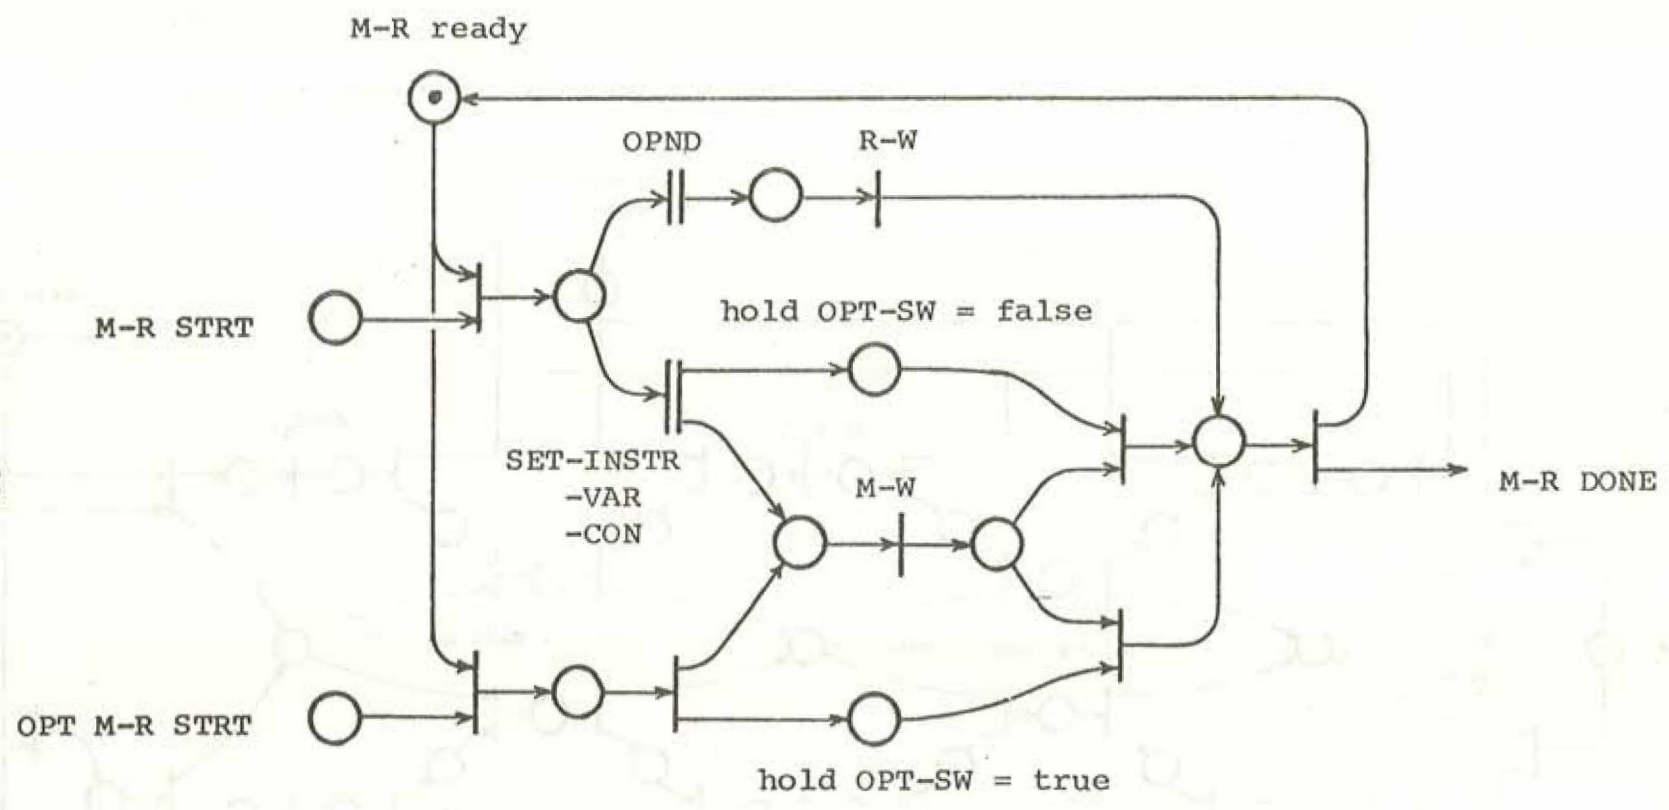 M-R ready
OPND
R-W
hold OPT-SW = false
M-R STRT
SET-INSTR
-VAR
-CON
M-W
M-R DONE
OPT M-R STRT
hold OPT-SW = true